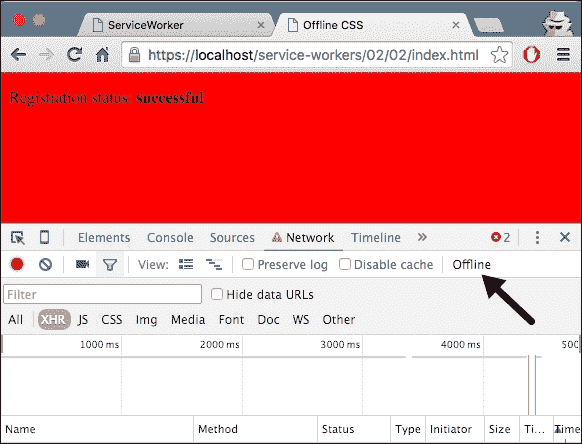 ServiceWorker
Offline CSS
https://localhost/service-workers/02/02/index.html
Registration status: successful
Elements Console Sources Network Timeline » 2
View: Preserve log Disable cache Offline
Filter Hide data URLs
All XHR JS CSS Img Media Font Doc WS Other
1000 ms 2000 ms 3000 ms 4000 ms 500
Name Method Status Type Initiator Size Ti... Time